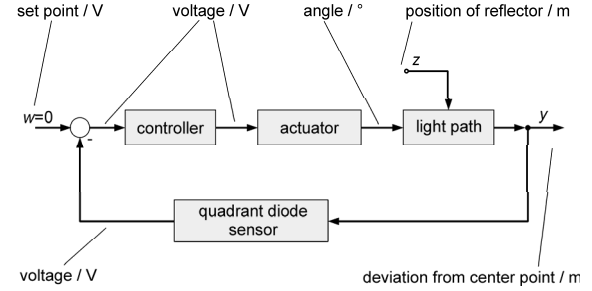 set point / V
voltage / V
angle / °
position of reflector / m
z
w=0
controller
actuator
light path
y
-
quadrant diode
sensor
voltage / V
deviation from center point / m